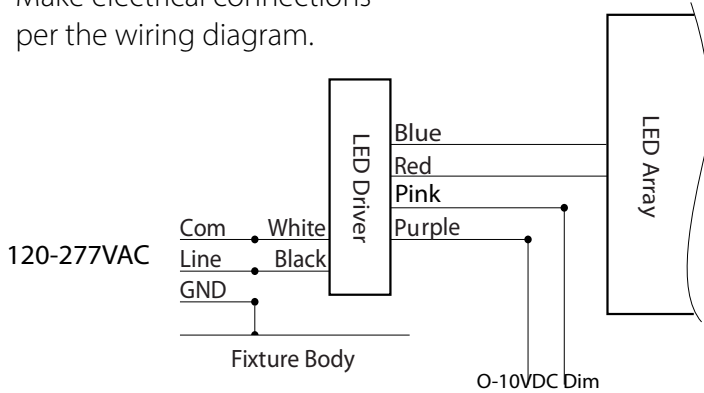 Make electrical connections
per the wiring diagram.
Blue
Red
Pink
Purple
LED Driver
LED Array
Com
White
120-277VAC
Line
Black
GND
Fixture Body
O-10VDC Dim